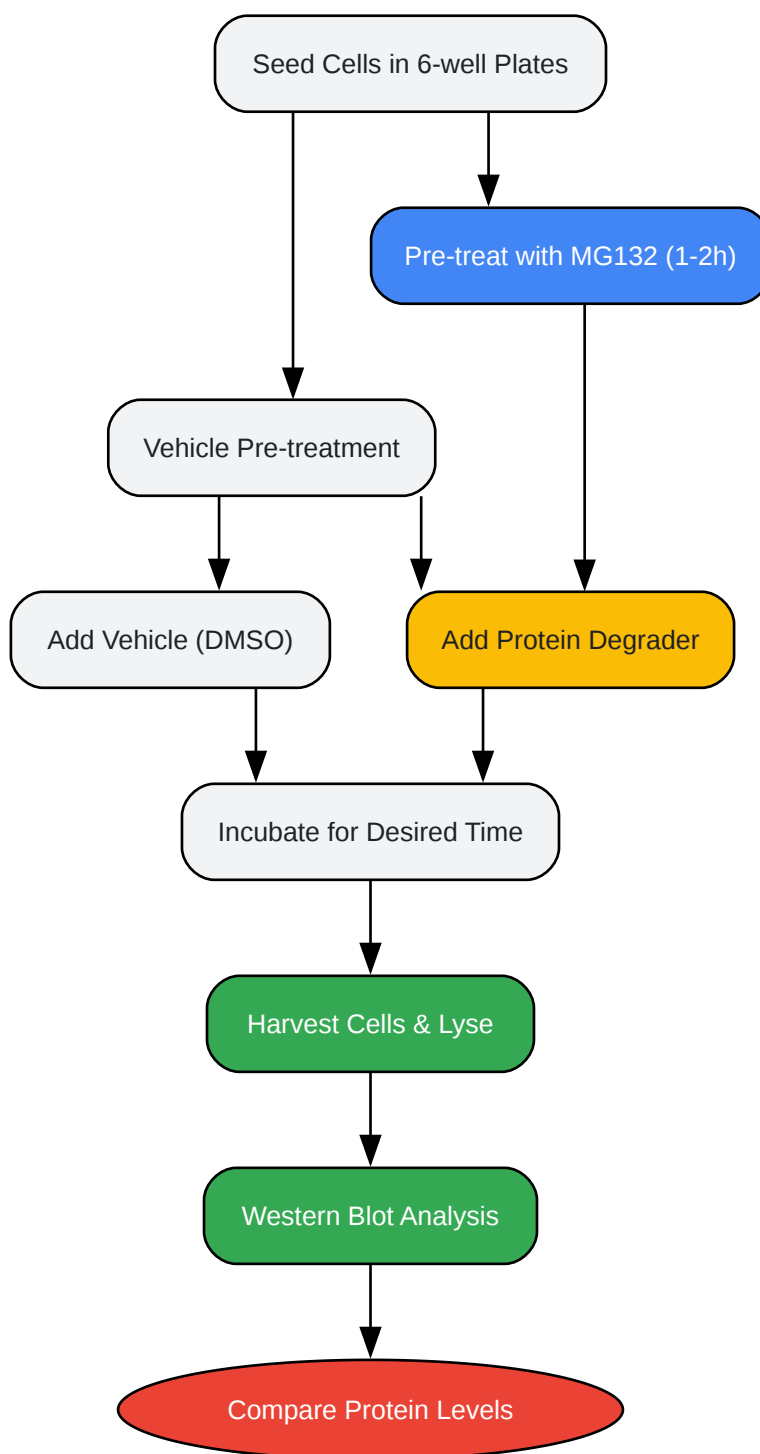 Seed Cells in 6-well Plates
Pre-treat with MG132 (1-2h)
Vehicle Pre-treatment
Add Vehicle (DMSO)
Add Protein Degrader
Incubate for Desired Time
Harvest Cells & Lyse
Western Blot Analysis
Compare Protein Levels